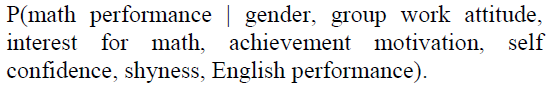 P(math performance | gender, group work attitude,
interest for math, achievement motivation, self
confidence, shyness, English performance).